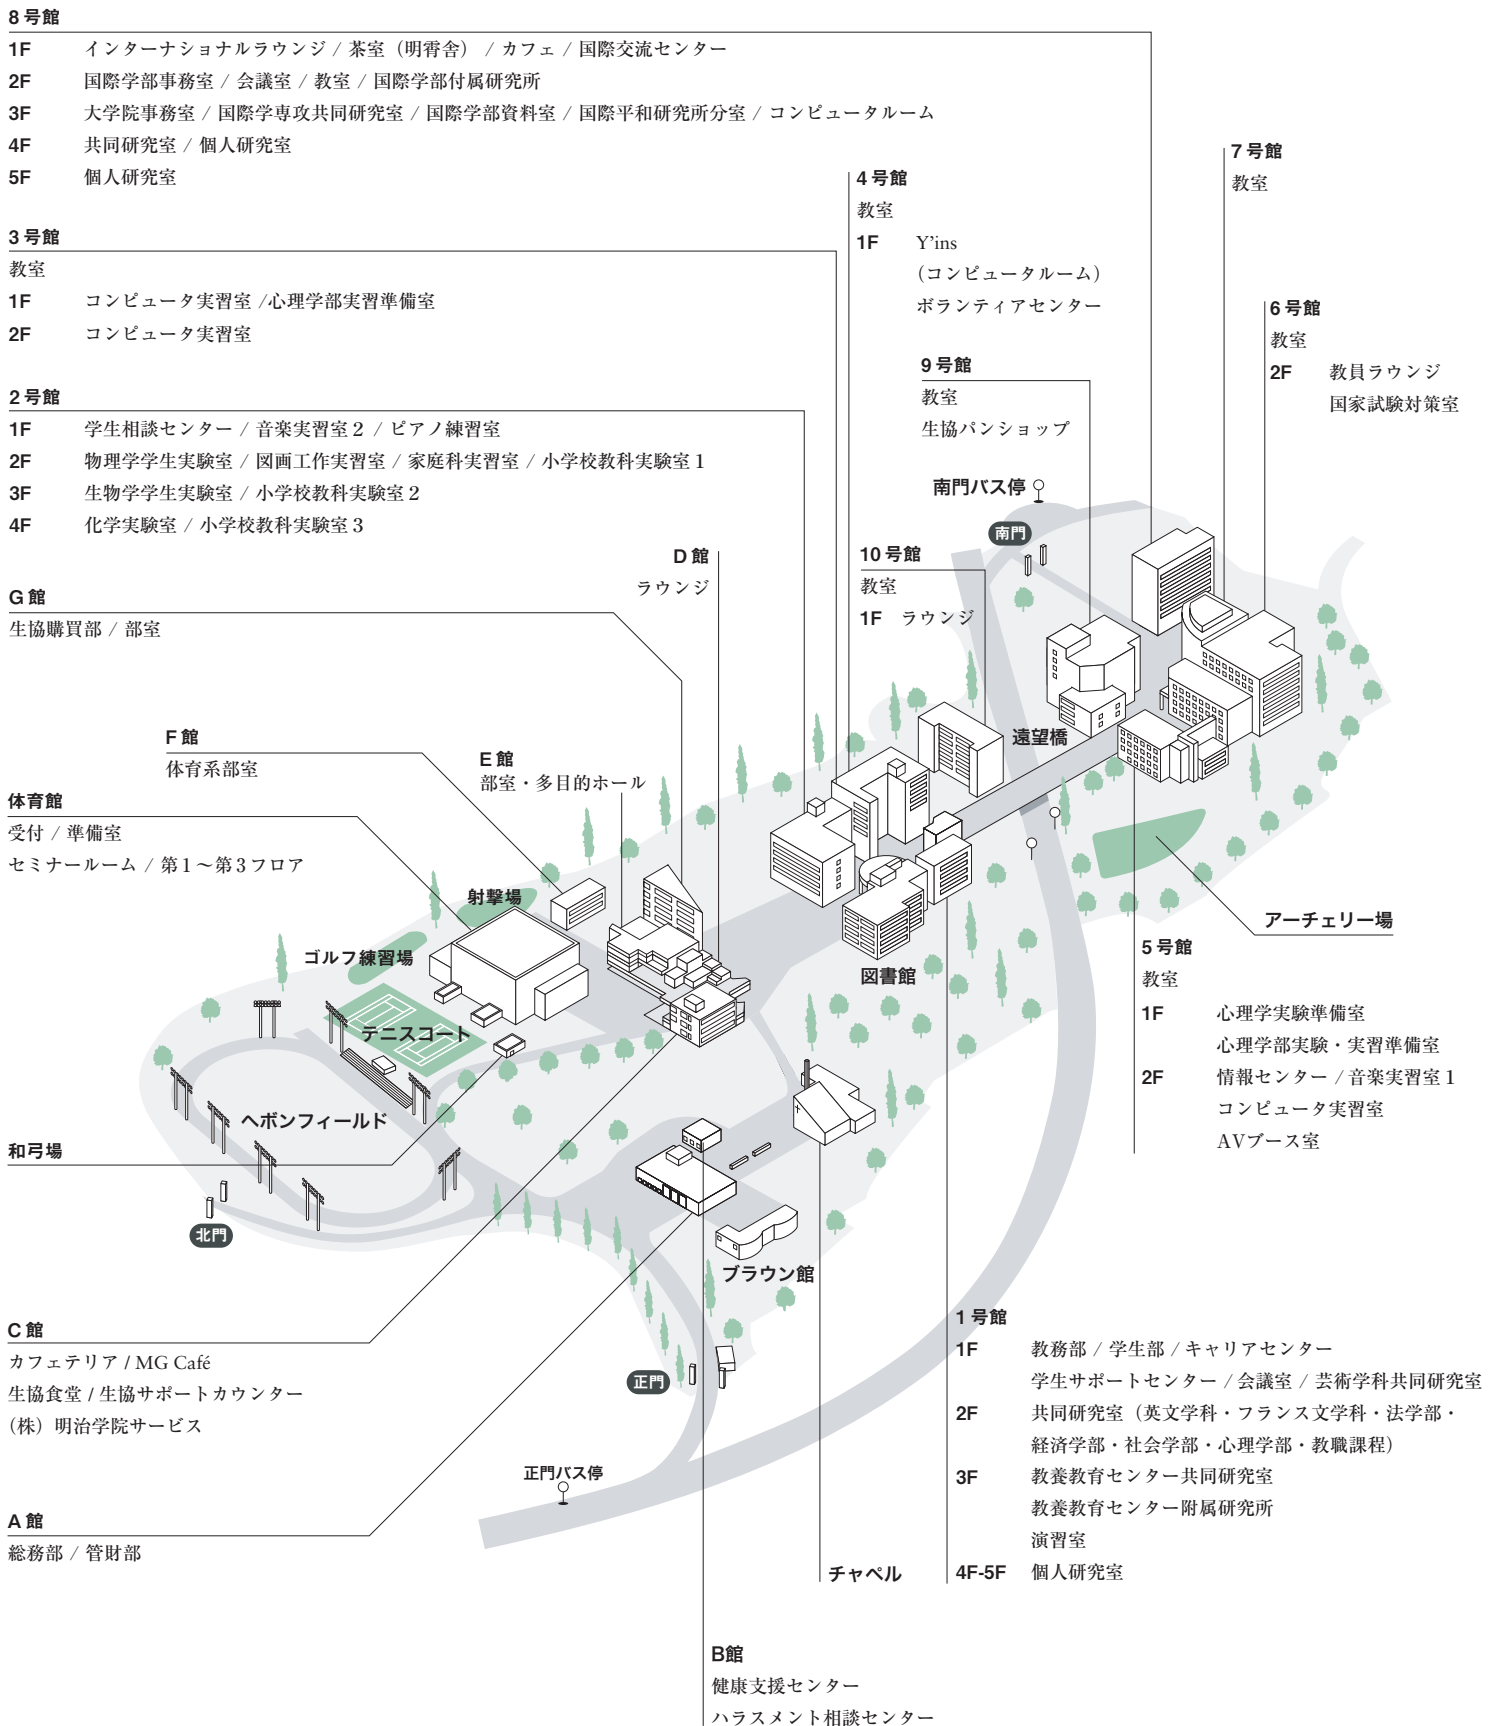 8号館
1F インターナショナルラウンジ / 茶室（明霄舎） / カフェ / 国際交流センター
2F 国際学部事務室 / 会議室 / 教室 / 国際学部付属研究所
3F 大学院事務室 / 国際学専攻共同研究室 / 国際学部資料室 / 国際平和研究所分室 / コンピュータルーム
4F 共同研究室 / 個人研究室
5F 個人研究室
3号館
教室
1F コンピュータ実習室 /心理学部実習準備室
2F コンピュータ実習室
2号館
1F 学生相談センター / 音楽実習室2 / ピアノ練習室
2F 物理学学生実験室 / 図画工作実習室 / 家庭科実習室 / 小学校教科実験室1
3F 生物学学生実験室 / 小学校教科実験室2
4F 化学実験室 / 小学校教科実験室3
4号館
教室
1F Y'ins
（コンピュータルーム）
ボランティアセンター
7号館
教室
6号館
教室
2F 教員ラウンジ
国家試験対策室
9号館
教室
生協パンショップ
南門バス停
南門
10号館
教室
1F ラウンジ
D館
ラウンジ
G館
生協購買部 / 部室
F館
体育系部室
E館
部室・多目的ホール
体育館
受付 / 準備室
セミナールーム / 第1〜第3フロア
遠望橋
射撃場
ゴルフ練習場
テニスコート
図書館
アーチェリー場
5号館
教室
1F 心理学実験準備室
心理学部実験・実習準備室
2F 情報センター / 音楽実習室1
コンピュータ実習室
AVブース室
ヘボンフィールド
和弓場
北門
ブラウン館
C館
カフェテリア / MG Café
生協食堂 / 生協サポートカウンター
（株）明治学院サービス
正門
正門バス停
A館
総務部 / 管財部
チャペル
1号館
1F 教務部 / 学生部 / キャリアセンター
学生サポートセンター / 会議室 / 芸術学科共同研究室
2F 共同研究室（英文学科・フランス文学科・法学部・
経済学部・社会学部・心理学部・教職課程）
3F 教養教育センター共同研究室
教養教育センター附属研究所
演習室
4F-5F 個人研究室
B館
健康支援センター
ハラスメント相談センター